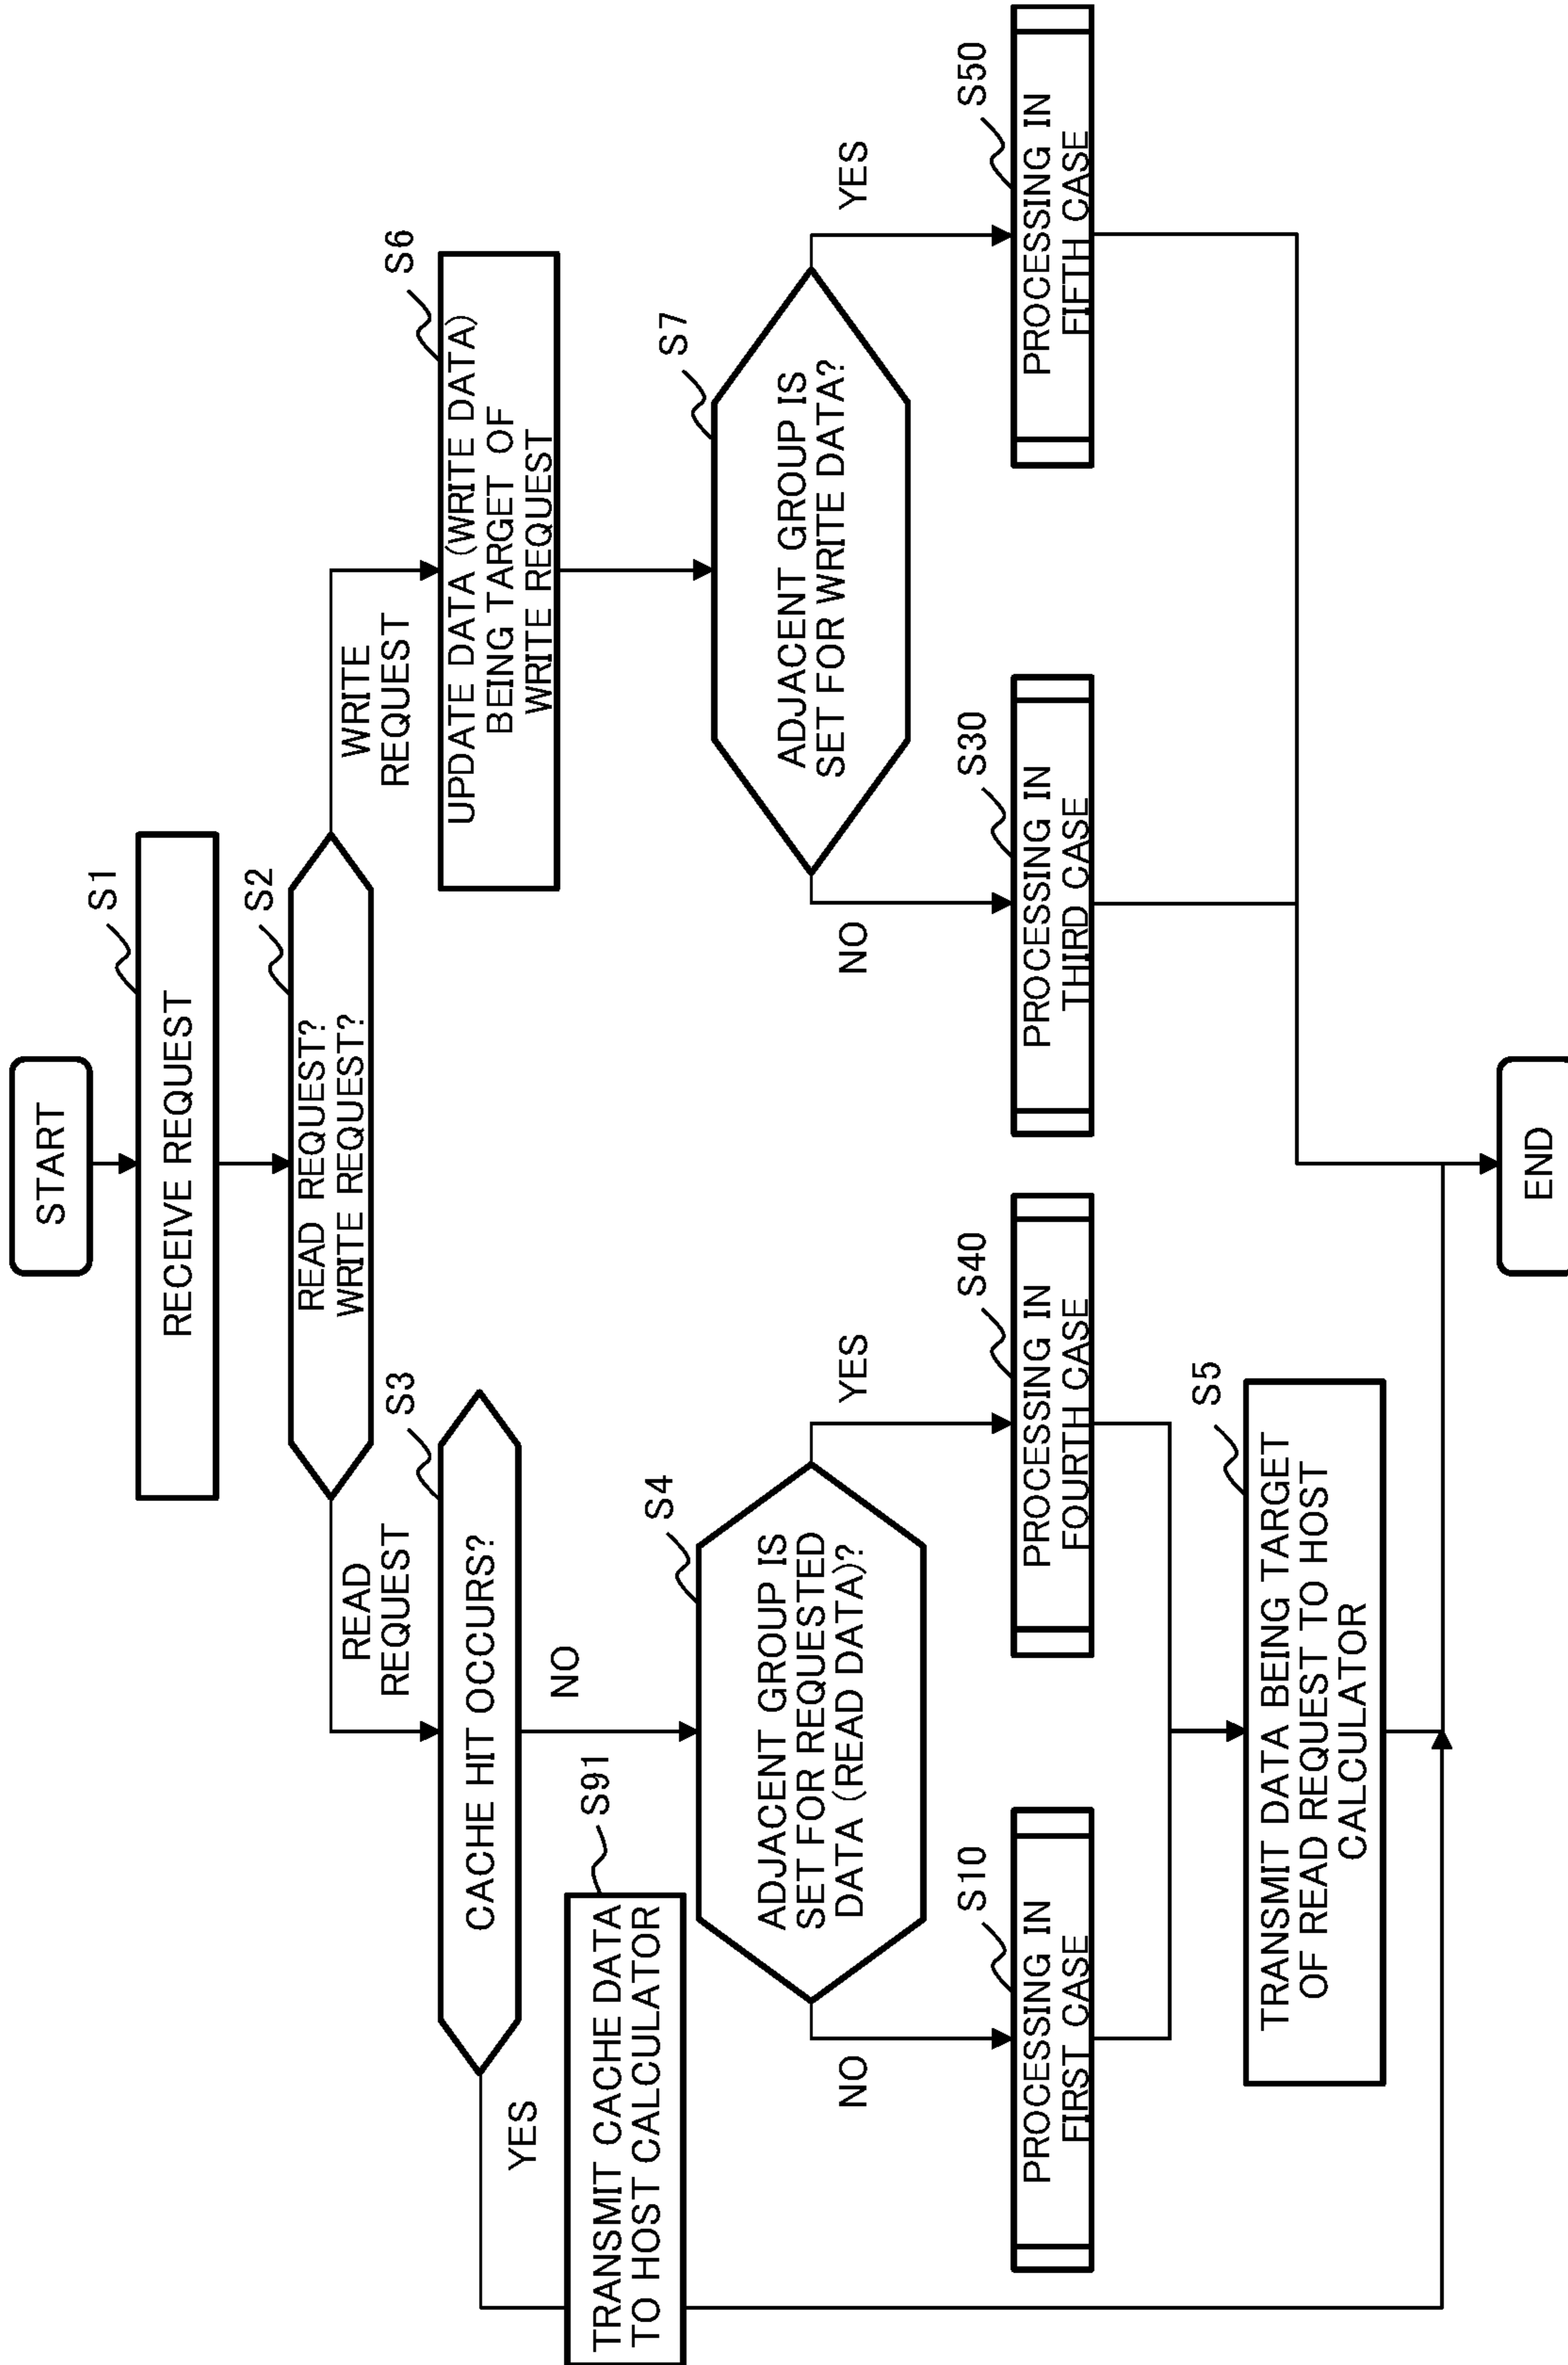 START
S1
RECEIVE REQUEST
S2
READ REQUEST?
WRITE REQUEST?
READ
REQUEST
WRITE
REQUEST
S3
CACHE HIT OCCURS?
YES
NO
S91
TRANSMIT CACHE DATA
TO HOST CALCULATOR
S4
ADJACENT GROUP IS
SET FOR REQUESTED
DATA (READ DATA)?
NO
YES
S10
PROCESSING IN
FIRST CASE
S40
PROCESSING IN
FOURTH CASE
S5
TRANSMIT DATA BEING TARGET
OF READ REQUEST TO HOST
CALCULATOR
S6
UPDATE DATA (WRITE DATA)
BEING TARGET OF
WRITE REQUEST
S7
ADJACENT GROUP IS
SET FOR WRITE DATA?
NO
YES
S30
PROCESSING IN
THIRD CASE
S50
PROCESSING IN
FIFTH CASE
END